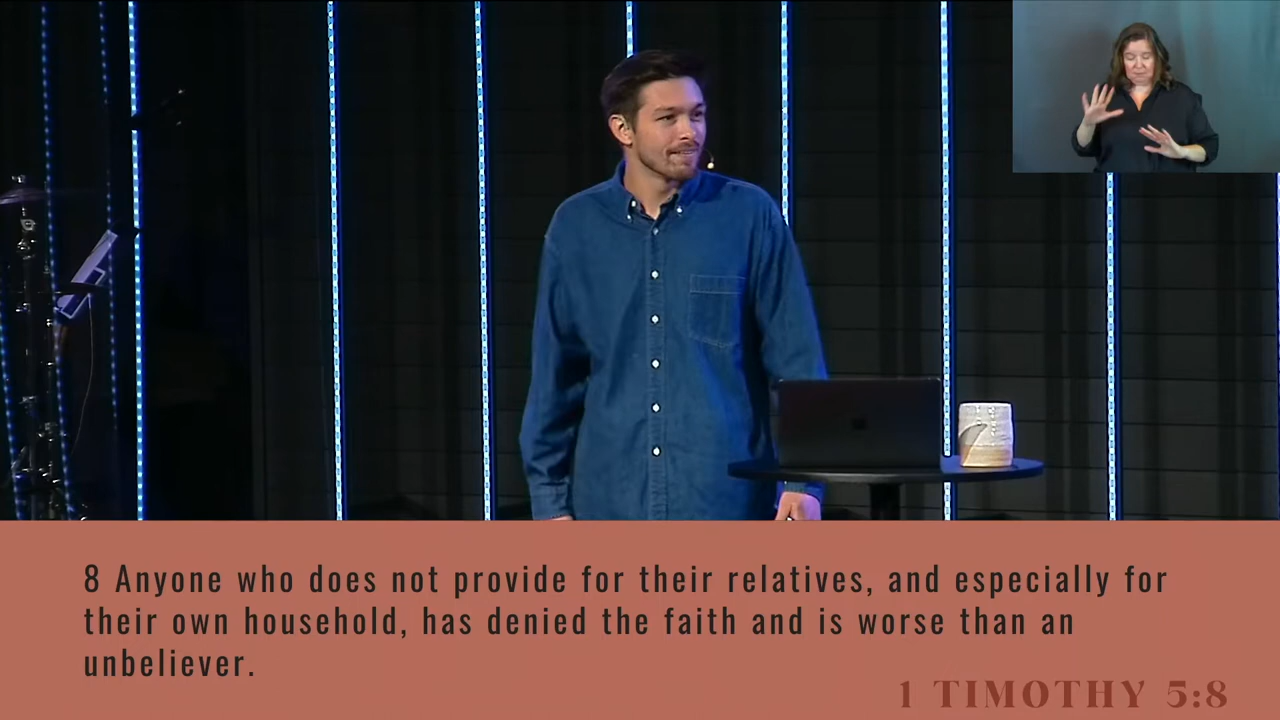 8 Anyone who does not provide for their relatives, and especially for
their own household, has denied the faith and is worse than an
unbeliever.
1 TIMOTHY 5:8